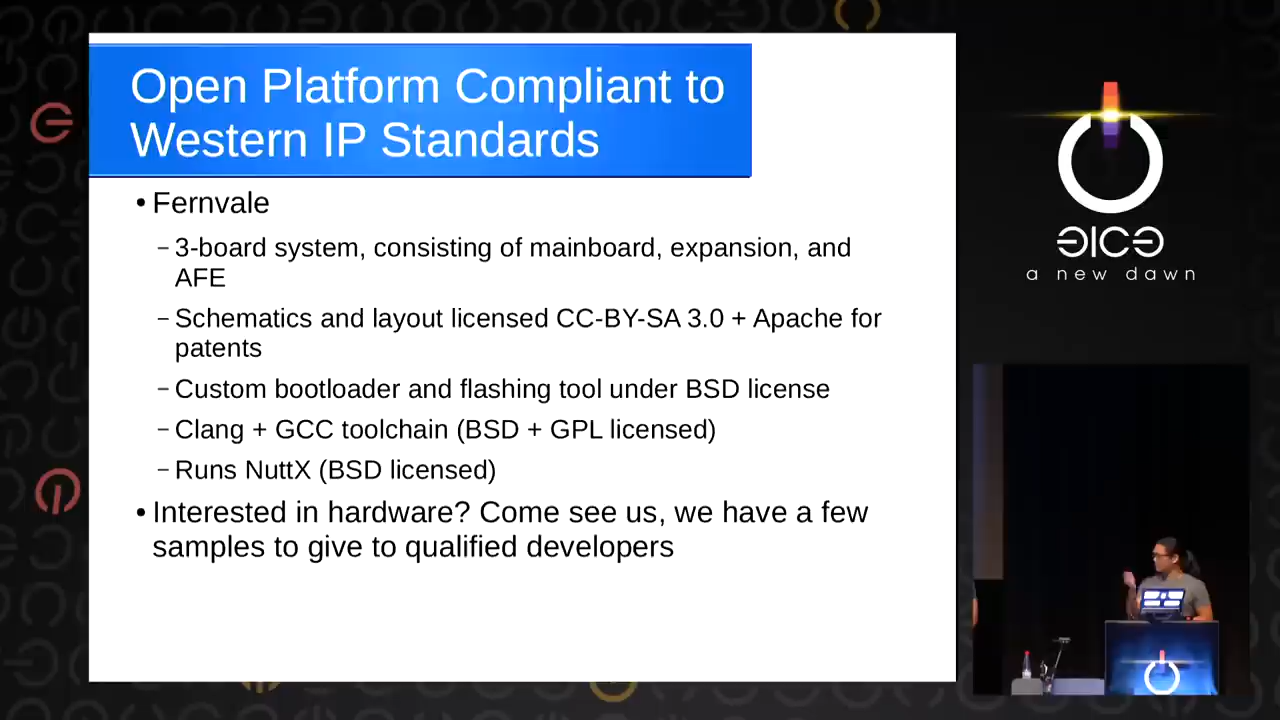 Open Platform Compliant to
Western IP Standards
• Fernvale
– 3-board system, consisting of mainboard, expansion, and
AFE
– Schematics and layout licensed CC-BY-SA 3.0 + Apache for
patents
– Custom bootloader and flashing tool under BSD license
– Clang + GCC toolchain (BSD + GPL licensed)
– Runs NuttX (BSD licensed)
• Interested in hardware? Come see us, we have a few
samples to give to qualified developers
a new dawn